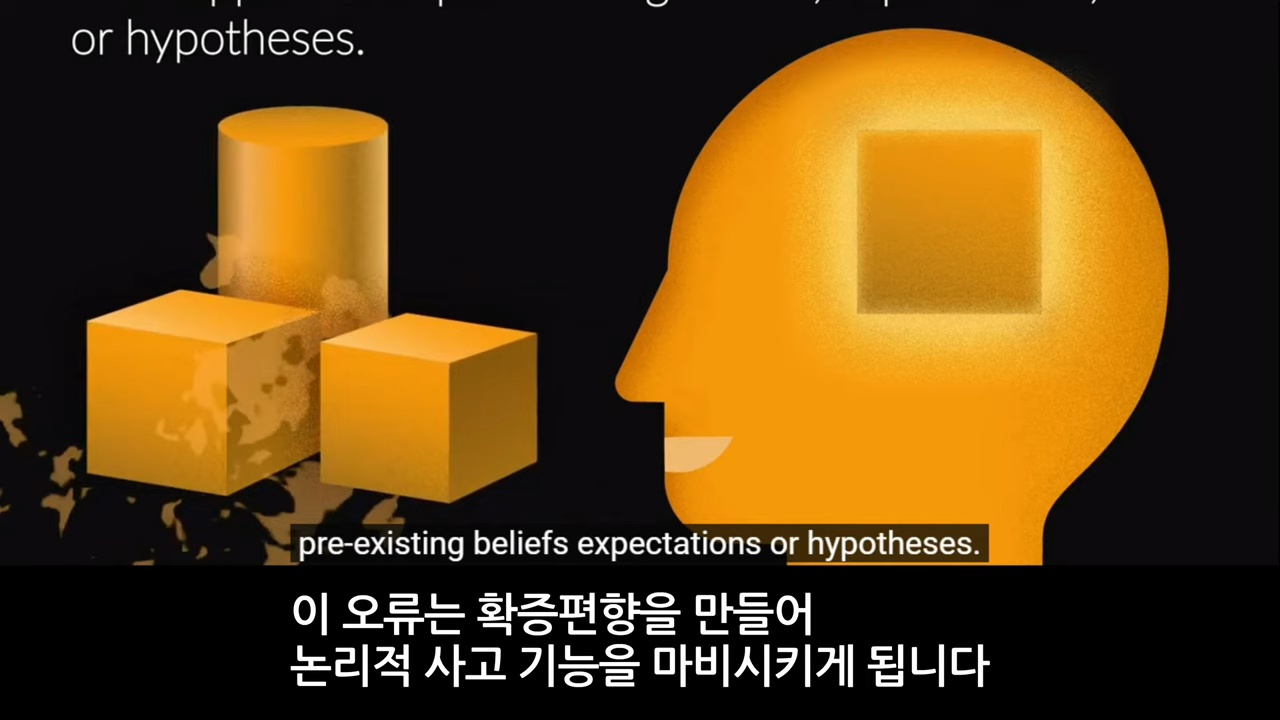 or hypotheses.
pre-existing beliefs expectations or hypotheses.
이 오류는 확증편향을 만들어
논리적 사고 기능을 마비시키게 됩니다